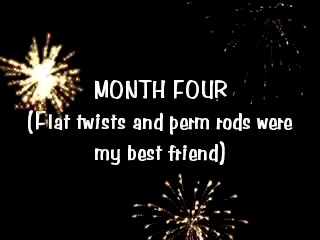 MONTH FOUR
(Flat twists and perm rods were
my best friend)